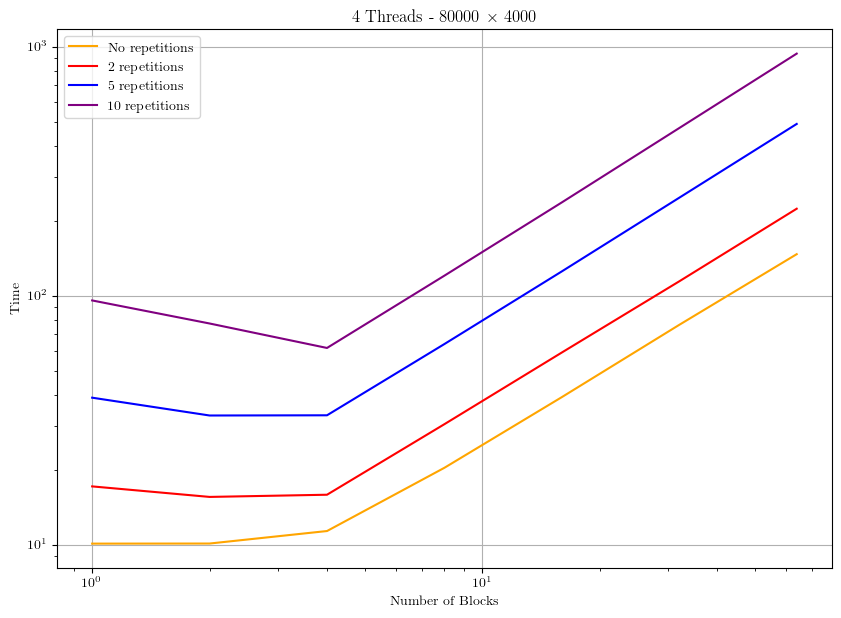 4 Threads - 80000 × 4000
No repetitions
2 repetitions
5 repetitions
10 repetitions
10³
10²
10¹
Time
10⁰
10¹
Number of Blocks